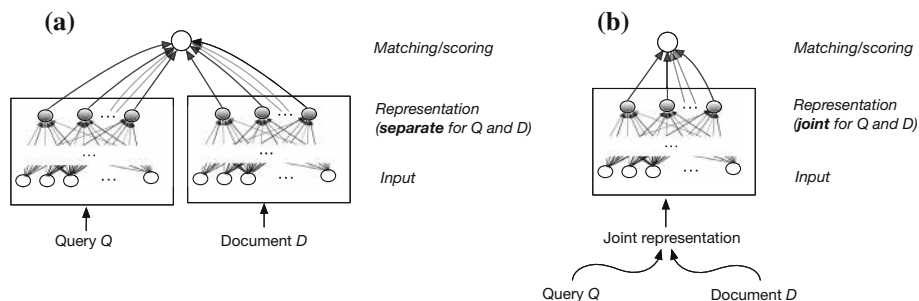 (a)
Matching/scoring
...
Representation
(separate for Q and D)
...
...
Input
Query Q
Document D
(b)
Matching/scoring
Representation
(joint for Q and D)
Input
Joint representation
Query Q
Document D